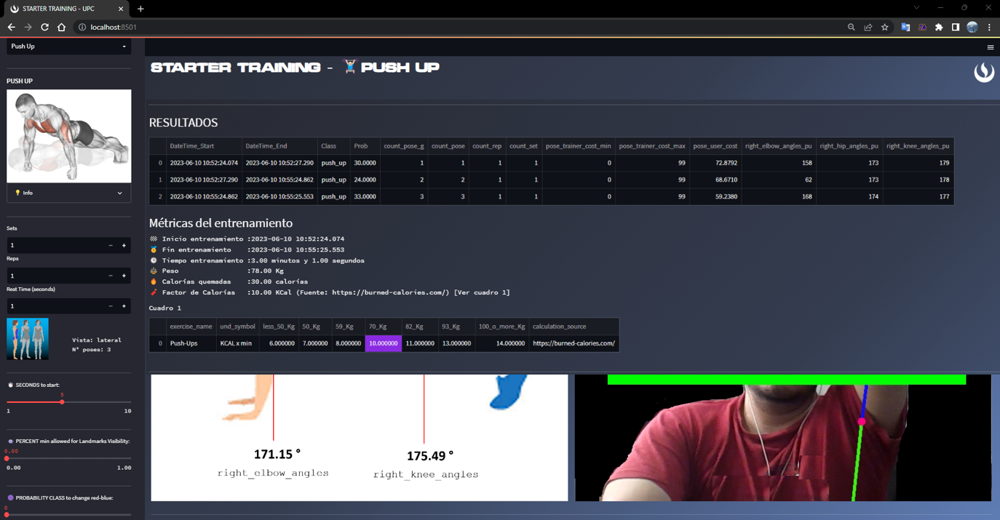 STARTER TRAINING - UPC
localhost:8501
Push Up
STARTER TRAINING - PUSH UP
PUSH UP
Info
Sets
1
Reps
1
Rest Time (seconds)
1
Vista: lateral
N° poses: 3
SECONDS to start:
5
1 10
PERCENT min allowed for Landmarks Visibility:
0.00
0.00 1.00
PROBABILITY CLASS to change red-blue:
0
RESULTADOS
DateTime_Start DateTime_End Class Prob count_pose_g count_pose count_rep count_set pose_trainer_cost_min pose_trainer_cost_max pose_user_cost right_elbow_angles_pu right_hip_angles_pu right_knee_angles_pu
0 2023-06-10 10:52:24.074 2023-06-10 10:52:27.290 push_up 30.0000 1 1 1 1 0 99 72.8792 158 173 179
1 2023-06-10 10:52:27.290 2023-06-10 10:55:24.862 push_up 24.0000 2 2 1 1 0 99 68.6710 62 173 178
2 2023-06-10 10:55:24.862 2023-06-10 10:55:25.553 push_up 33.0000 3 3 1 1 0 99 59.2380 168 174 177
Métricas del entrenamiento
Inicio entrenamiento :2023-06-10 10:52:24.074
Fin entrenamiento :2023-06-10 10:55:25.553
Tiempo entrenamiento :3.00 minutos y 1.00 segundos
Peso :78.00 Kg
Calorías quemadas :30.00 calorías
Factor de Calorías :10.00 KCal (Fuente: https://burned-calories.com/) [Ver cuadro 1]
Cuadro 1
exercise_name und_symbol less_50_Kg 50_Kg 59_Kg 70_Kg 82_Kg 93_Kg 100_o_more_Kg calculation_source
0 Push-Ups KCAL x min 6.000000 7.000000 8.000000 10.000000 11.000000 13.000000 14.000000 https://burned-calories.com/
171.15 °
right_elbow_angles
175.49 °
right_knee_angles